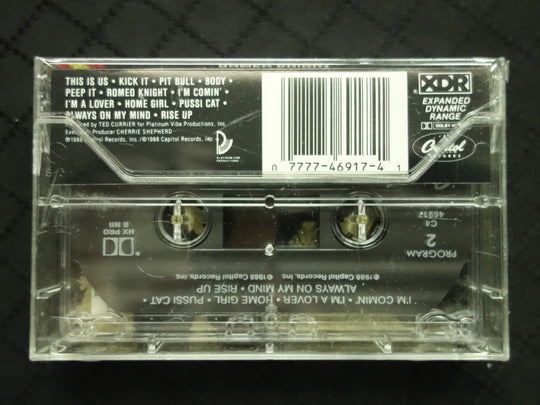 THIS IS US • KICK IT • PIT BULL • BODY •
PEEP IT • ROMEO KNIGHT • I'M COMIN' •
I'M A LOVER • HOME GIRL • PUSSI CAT •
ALWAYS ON MY MIND • RISE UP
Produced by TED CURRIER for Platinum Vibe Productions, Inc.
Executive Producer CHERRIE SHEPHERD
℗1988 Capitol Records, Inc./©1988 Capitol Records, Inc.
PLATINUM VIBE
PRODUCTIONS
0 7777-46917-4 1
XDR
EXPANDED
DYNAMIC
RANGE
DOLBY
Capitol
RECORDS
I'M COMIN' • I'M A LOVER • HOME GIRL • PUSSI CAT •
ALWAYS ON MY MIND • RISE UP
℗1988 Capitol Records, Inc. ©1988 Capitol Records, Inc.
PROGRAM
2
C4
46917
HX PRO
B NR